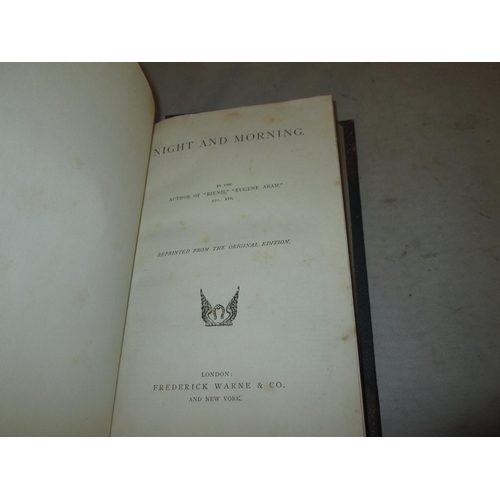 NIGHT AND MORNING.
BY THE
AUTHOR OF "RIENZI," "EUGENE ARAM,"
ETC. ETC.
REPRINTED FROM THE ORIGINAL EDITION.
LONDON:
FREDERICK WARNE & CO.
AND NEW YORK.